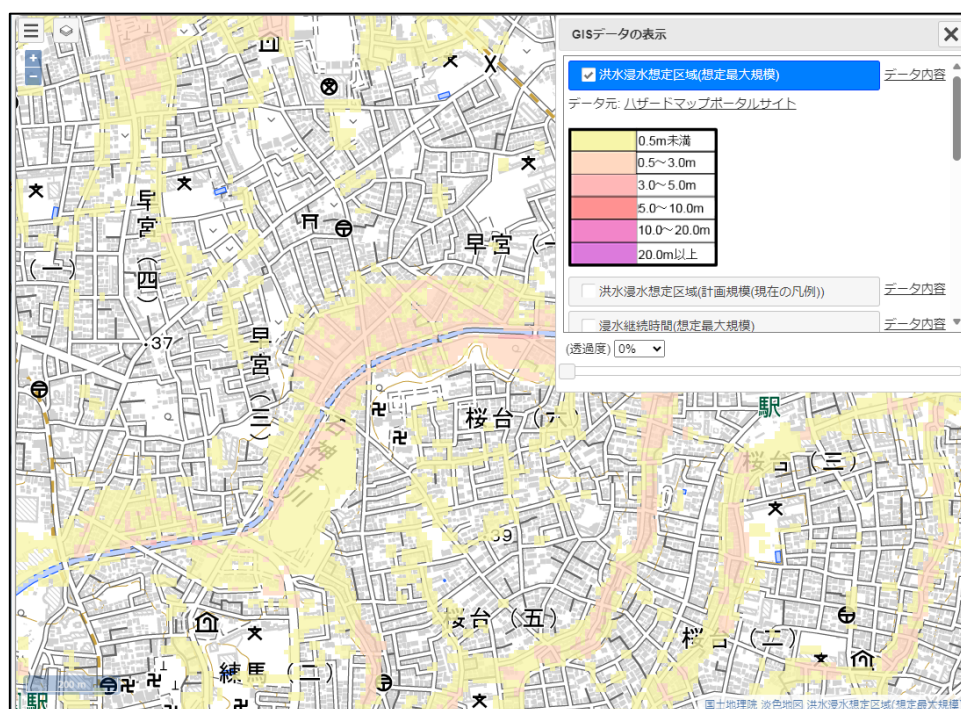 GISデータの表示
洪水浸水想定区域(想定最大規模)
データ内容
データ元: ハザードマップポータルサイト
0.5m未満
0.5～3.0m
3.0～5.0m
5.0～10.0m
10.0～20.0m
20.0m以上
洪水浸水想定区域(計画規模(現在の凡例))
データ内容
浸水継続時間(想定最大規模)
データ内容
(透過度) 0%
早宮（四）
早宮（一
（一）
・37
早宮（三）
石神井川
桜台（六）
駅
桜台（三）
39
桜台（五）
桜台（二）
練馬（二）
駅
200 m
国土地理院 淡色地図 洪水浸水想定区域(想定最大規模)